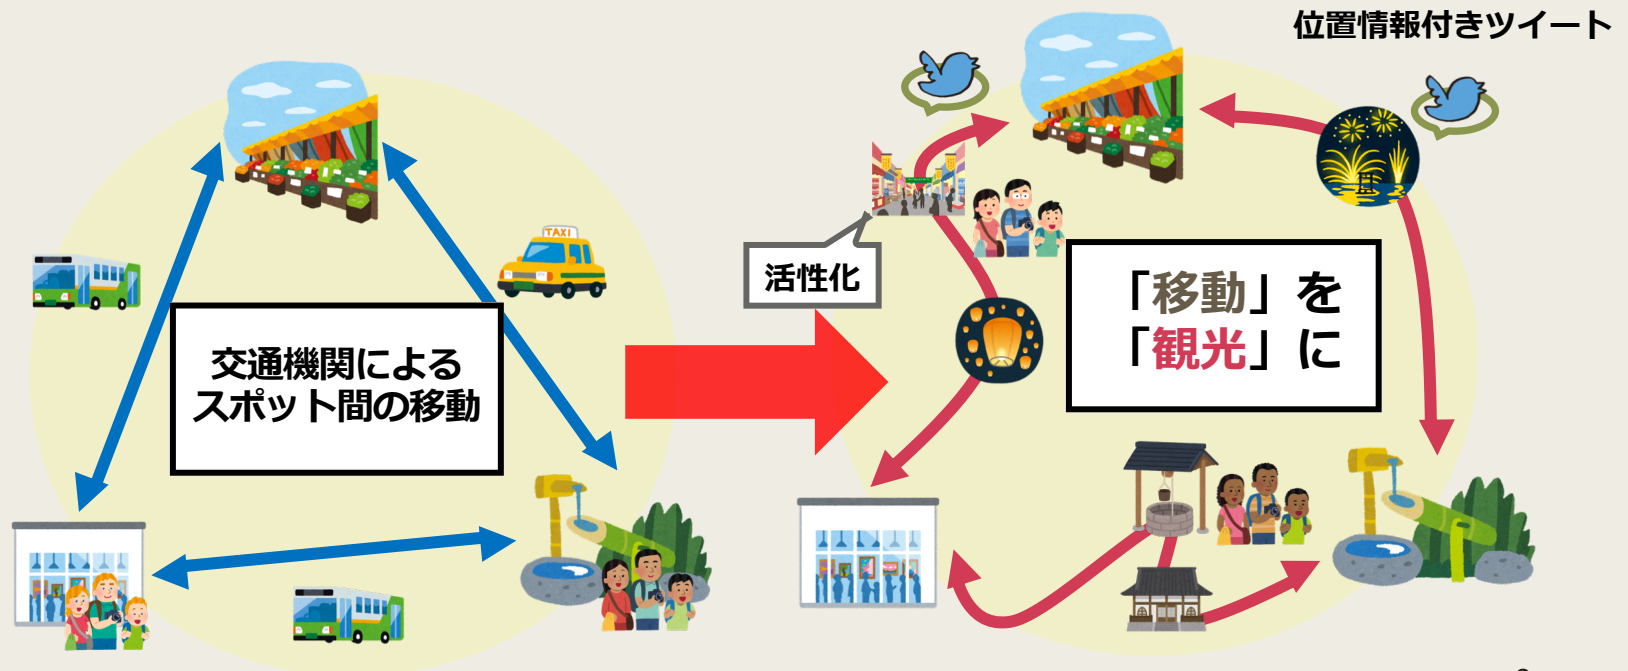 位置情報付きツイート
TAXI
活性化
交通機関による
スポット間の移動
「移動」を
「観光」に